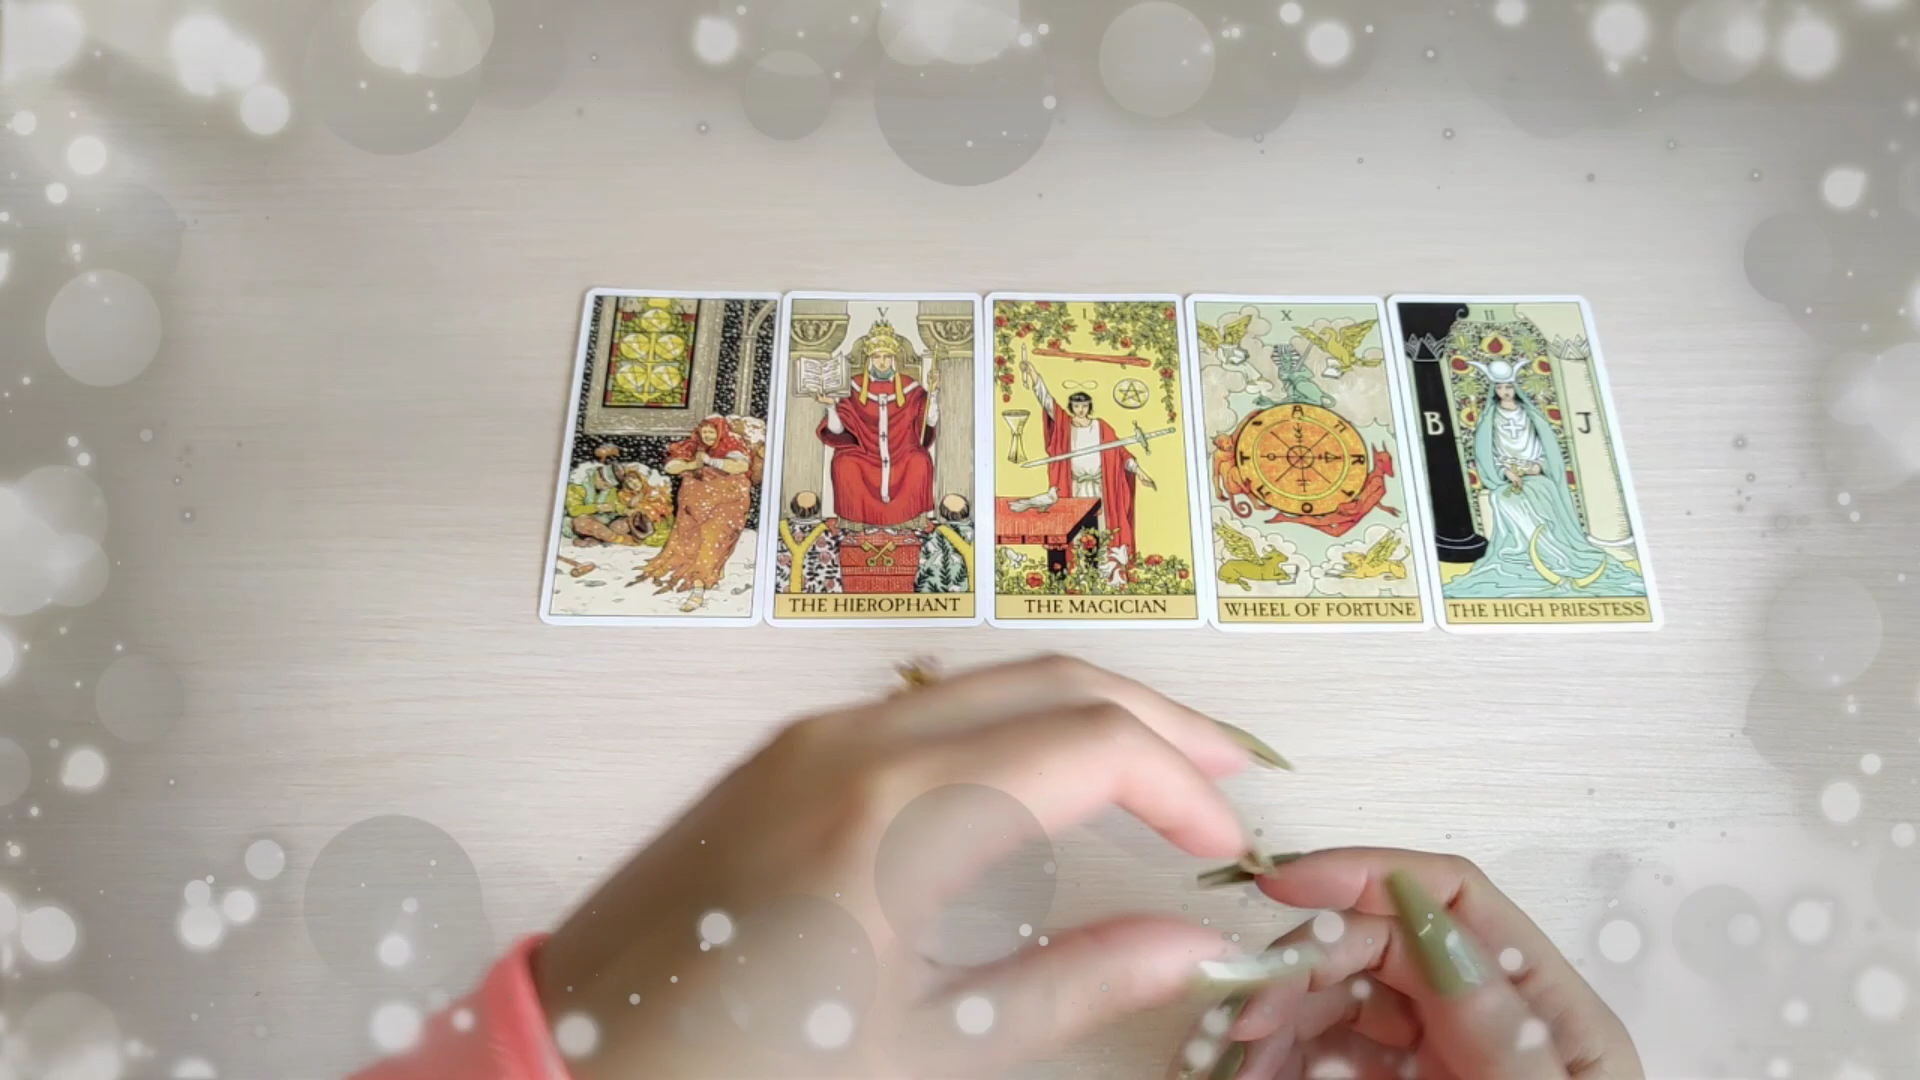 V
THE HIEROPHANT
I
THE MAGICIAN
X
WHEEL OF FORTUNE
II
B
J
THE HIGH PRIESTESS